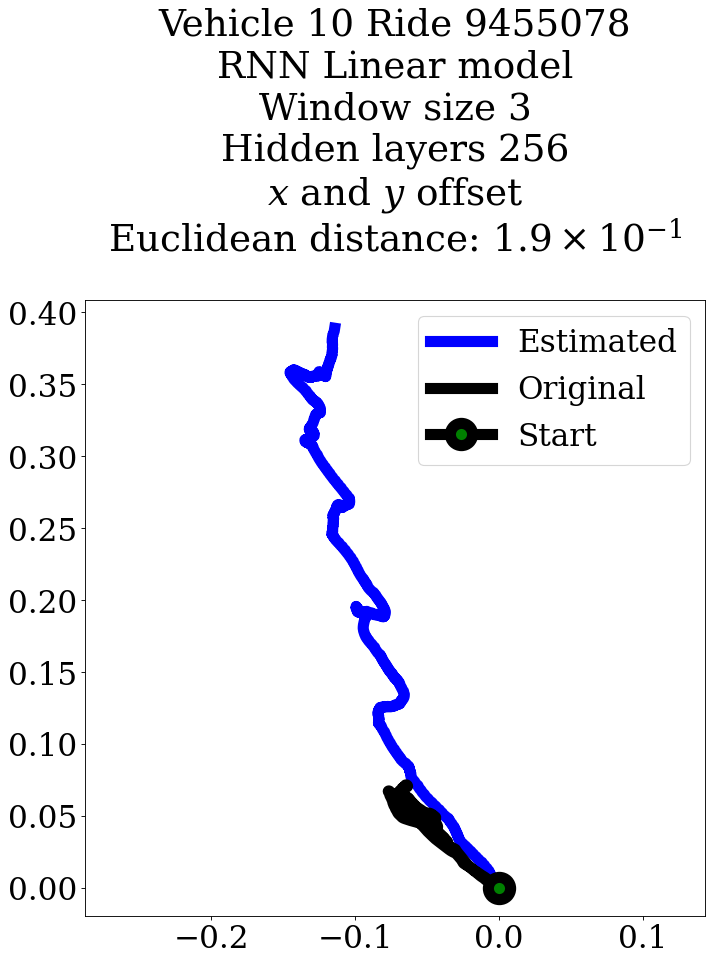 Vehicle 10 Ride 9455078
RNN Linear model
Window size 3
Hidden layers 256
x and y offset
Euclidean distance: 1.9 × 10⁻¹
0.40
0.35
0.30
0.25
0.20
0.15
0.10
0.05
0.00
Estimated
Original
Start
−0.2 −0.1 0.0 0.1